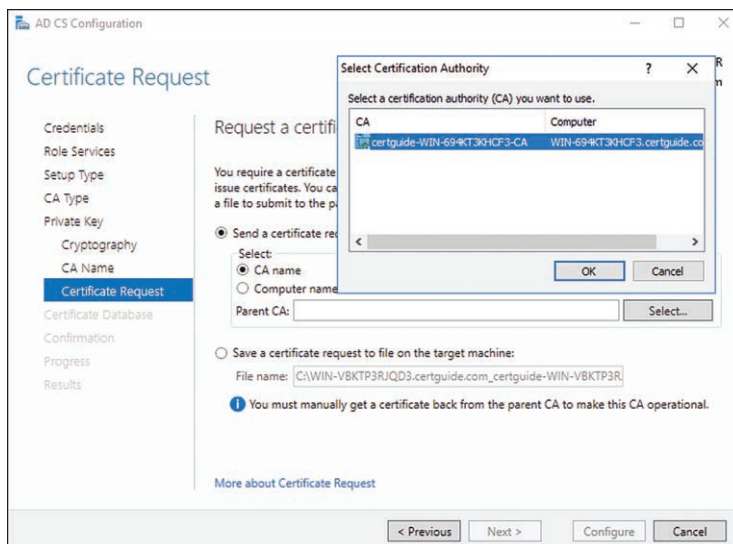 AD CS Configuration
Certificate Request
R
Select Certification Authority
? X
Select a certification authority (CA) you want to use.
CA Computer
certguide-WIN-694KT3KHCF3-CA WIN-694KT3KHCF3.certguide.co
OK Cancel
Credentials
Role Services
Setup Type
CA Type
Private Key
Cryptography
CA Name
Certificate Request
Certificate Database
Confirmation
Progress
Results
Request a certifi
You require a certificate
issue certificates. You ca
a file to submit to the pa
Send a certificate rec
Select:
CA name
Computer name
Parent CA:
Select...
Save a certificate request to file on the target machine:
File name: C:\WIN-VBKTP3RJQD3.certguide.com_certguide-WIN-VBKTP3R
You must manually get a certificate back from the parent CA to make this CA operational.
More about Certificate Request
< Previous Next > Configure Cancel